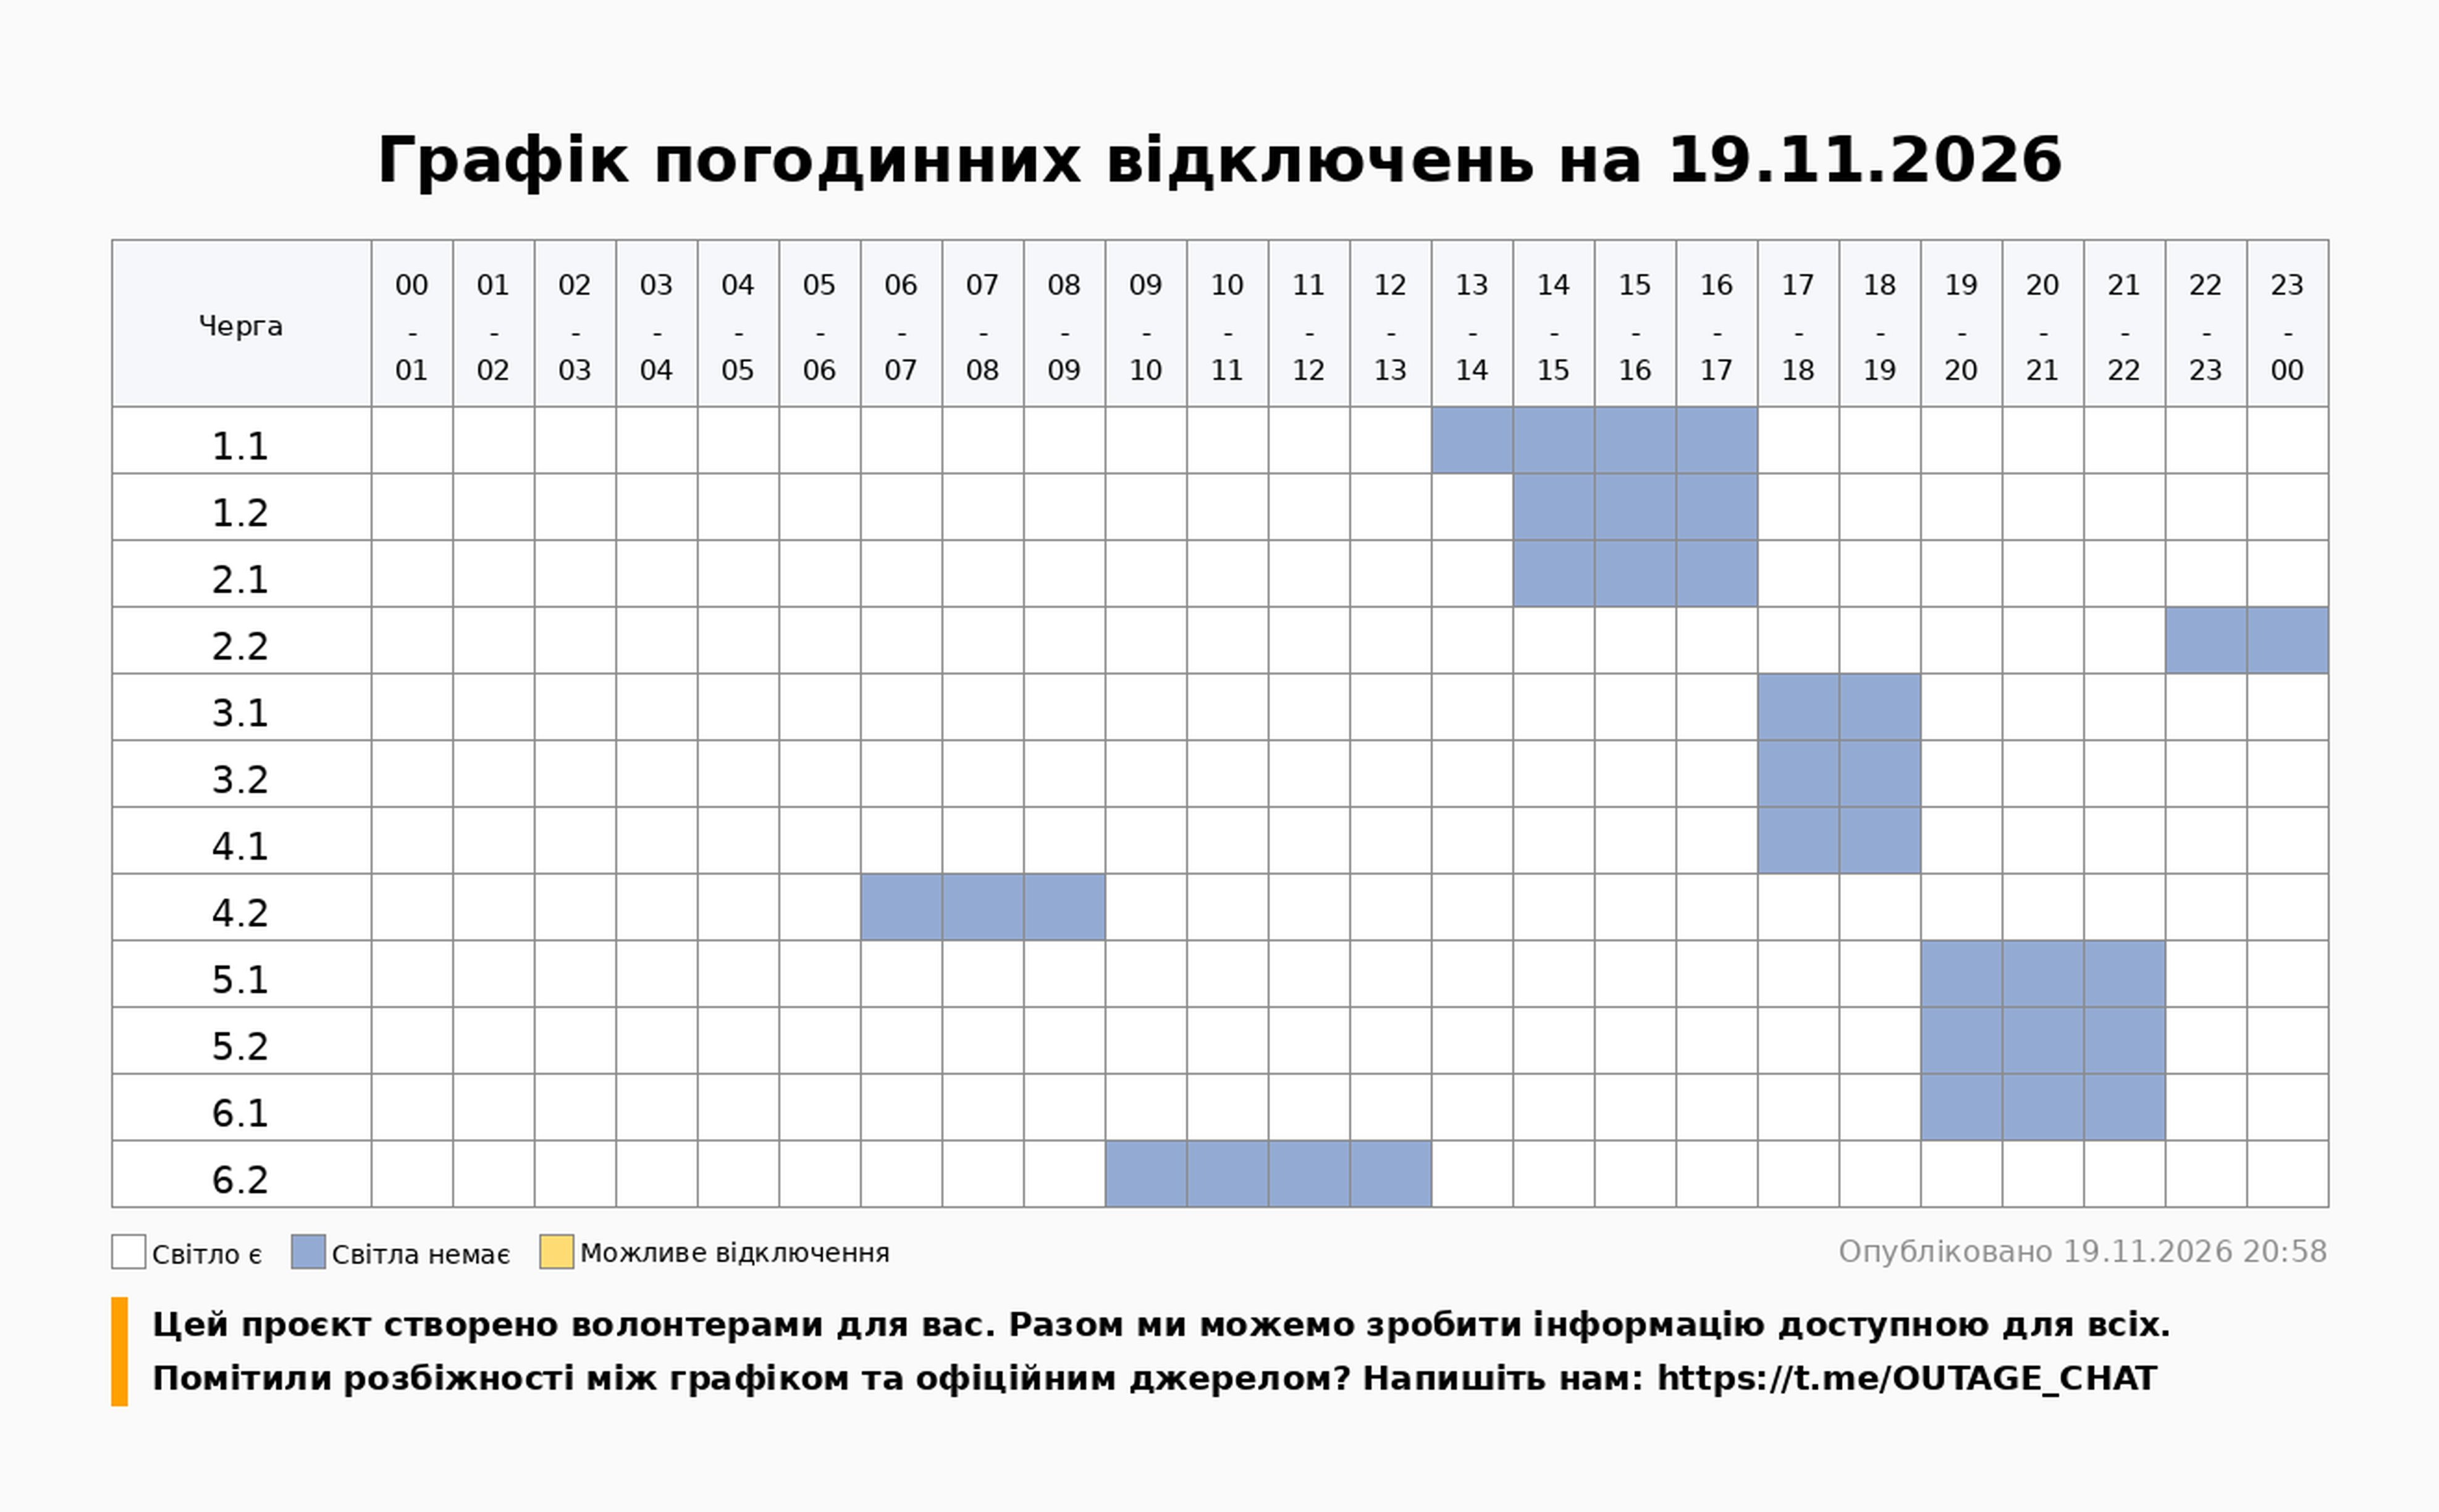 Графік погодинних відключень на 19.11.2026
Черга 00 - 01 01 - 02 02 - 03 03 - 04 04 - 05 05 - 06 06 - 07 07 - 08 08 - 09 09 - 10 10 - 11 11 - 12 12 - 13 13 - 14 14 - 15 15 - 16 16 - 17 17 - 18 18 - 19 19 - 20 20 - 21 21 - 22 22 - 23 23 - 00
1.1
1.2
2.1
2.2
3.1
3.2
4.1
4.2
5.1
5.2
6.1
6.2
Світло є Світла немає Можливе відключення Опубліковано 19.11.2026 20:58
Цей проєкт створено волонтерами для вас. Разом ми можемо зробити інформацію доступною для всіх.
Помітили розбіжності між графіком та офіційним джерелом? Напишіть нам: https://t.me/OUTAGE_CHAT